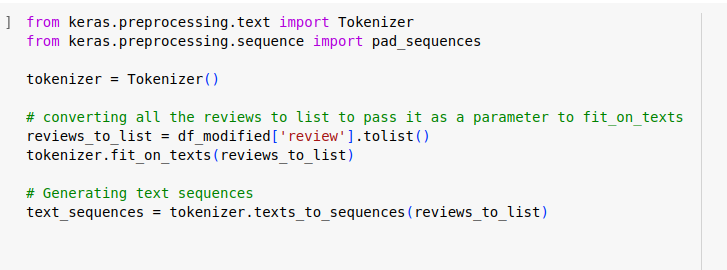 ] from keras.preprocessing.text import Tokenizer
from keras.preprocessing.sequence import pad_sequences
tokenizer = Tokenizer()
# converting all the reviews to list to pass it as a parameter to fit_on_texts
reviews_to_list = df_modified['review'].tolist()
tokenizer.fit_on_texts(reviews_to_list)
# Generating text sequences
text_sequences = tokenizer.texts_to_sequences(reviews_to_list)